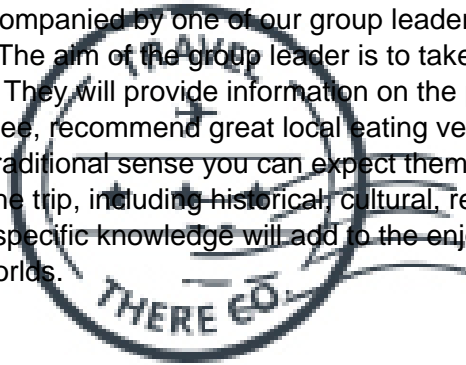 ompanied by one of our group leader
The aim of the group leader is to take
They will provide information on the
ee, recommend great local eating ve
raditional sense you can expect them
ne trip, including historical, cultural, re
specific knowledge will add to the enj
orlds.
TRAVEL
THERE CO.